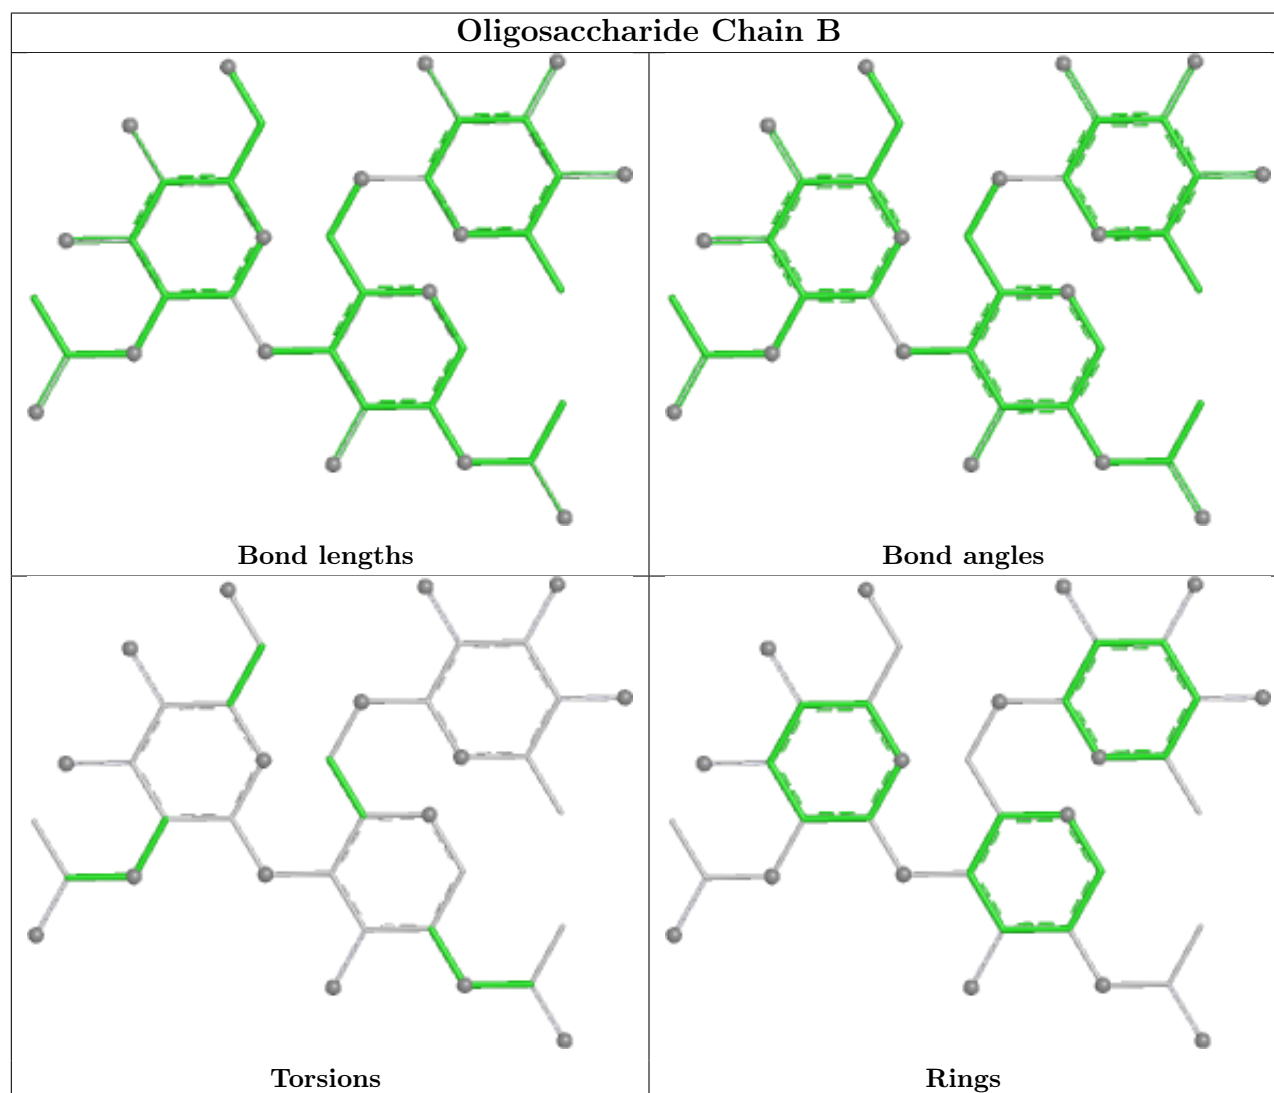 Oligosaccharide Chain B
Bond lengths
Bond angles
Torsions
Rings